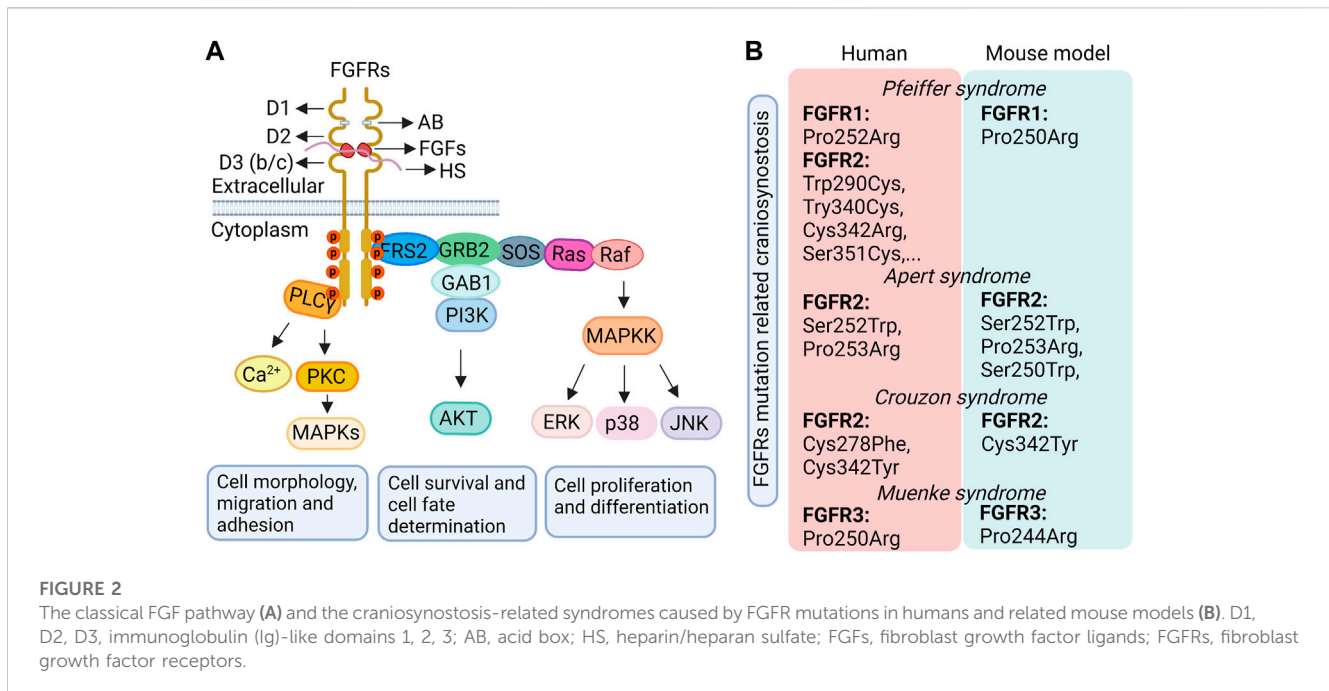 A
FGFRs
D1
AB
D2
FGFs
D3 (b/c)
HS
Extracellular
Cytoplasm
p
p
p
p
p
p
p
p
FRS2
GRB2
SOS
Ras
Raf
GAB1
PI3K
PLCγ
MAPKK
Ca²⁺
PKC
AKT
ERK
p38
JNK
MAPKs
Cell morphology,
migration and
adhesion
Cell survival and
cell fate
determination
Cell proliferation
and differentiation
B
Human
Mouse model
FGFRs mutation related craniosynostosis
Pfeiffer syndrome
FGFR1:
Pro252Arg
FGFR2:
Trp290Cys,
Try340Cys,
Cys342Arg,
Ser351Cys,...
FGFR1:
Pro250Arg
Apert syndrome
FGFR2:
Ser252Trp,
Pro253Arg
FGFR2:
Ser252Trp,
Pro253Arg,
Ser250Trp,
Crouzon syndrome
FGFR2:
Cys278Phe,
Cys342Tyr
FGFR2:
Cys342Tyr
Muenke syndrome
FGFR3:
Pro250Arg
FGFR3:
Pro244Arg
FIGURE 2
The classical FGF pathway (A) and the craniosynostosis-related syndromes caused by FGFR mutations in humans and related mouse models (B). D1,
D2, D3, immunoglobulin (Ig)-like domains 1, 2, 3; AB, acid box; HS, heparin/heparan sulfate; FGFs, fibroblast growth factor ligands; FGFRs, fibroblast
growth factor receptors.